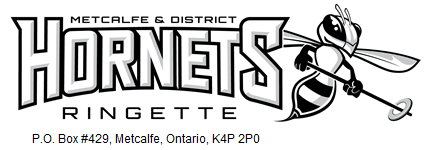 METCALFE & DISTRICT
HORNETS
RINGETTE
P.O. Box #429, Metcalfe, Ontario, K4P 2P0